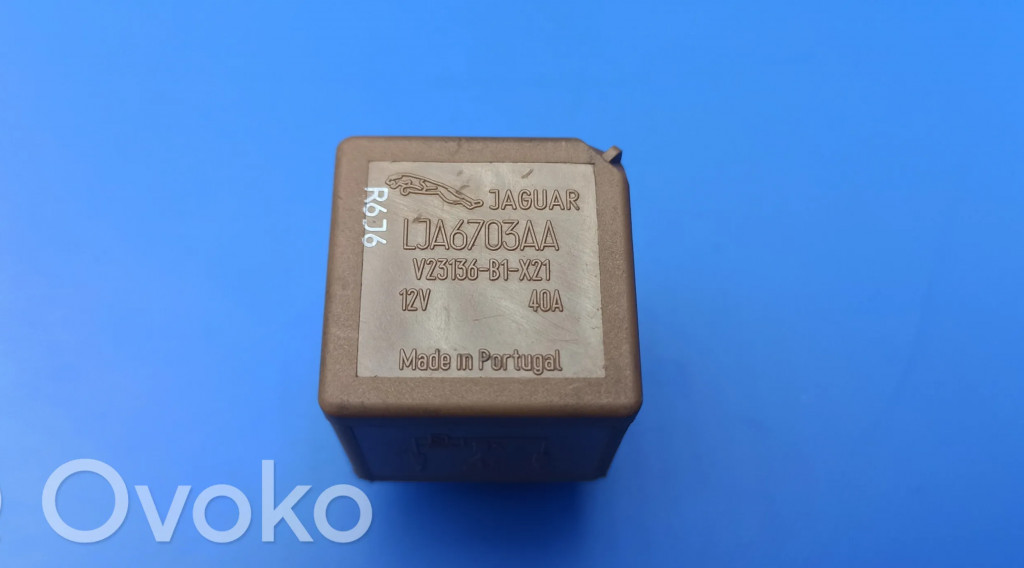 JAGUAR
LJA6703AA
V23136-B1-X21
12V 40A
Made in Portugal
R6J6
Ovoko